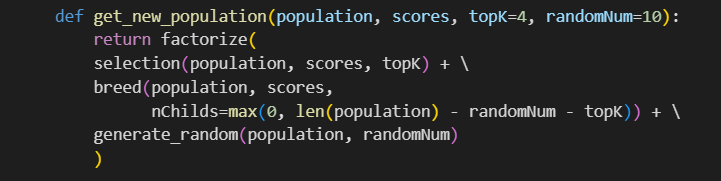 def get_new_population(population, scores, topK=4, randomNum=10):
return factorize(
selection(population, scores, topK) + \
breed(population, scores,
nChilds=max(0, len(population) - randomNum - topK)) + \
generate_random(population, randomNum)
)